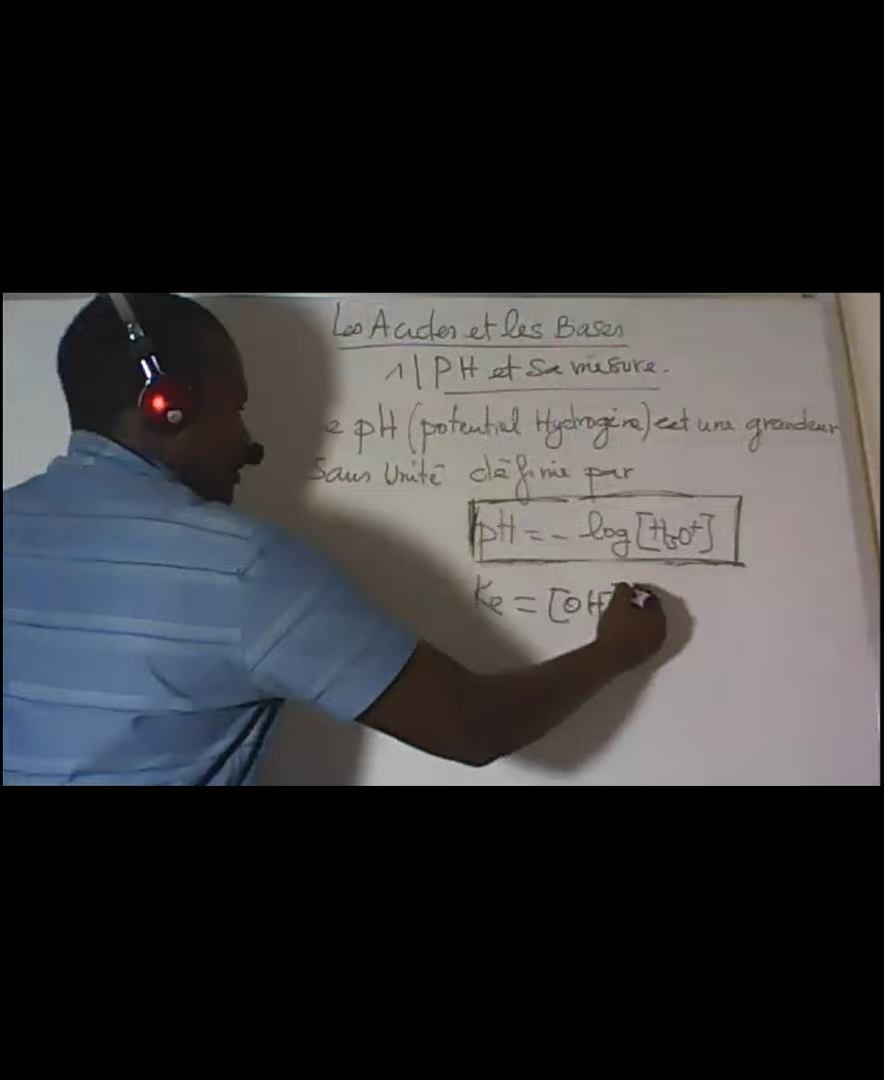 Les Acides et les Bases
1| PH et sa mesure.
e pH (potentiel Hydrogène) est une grandeur
Sans Unité définie par
pH = - log [H₃O⁺]
Ke = [OH